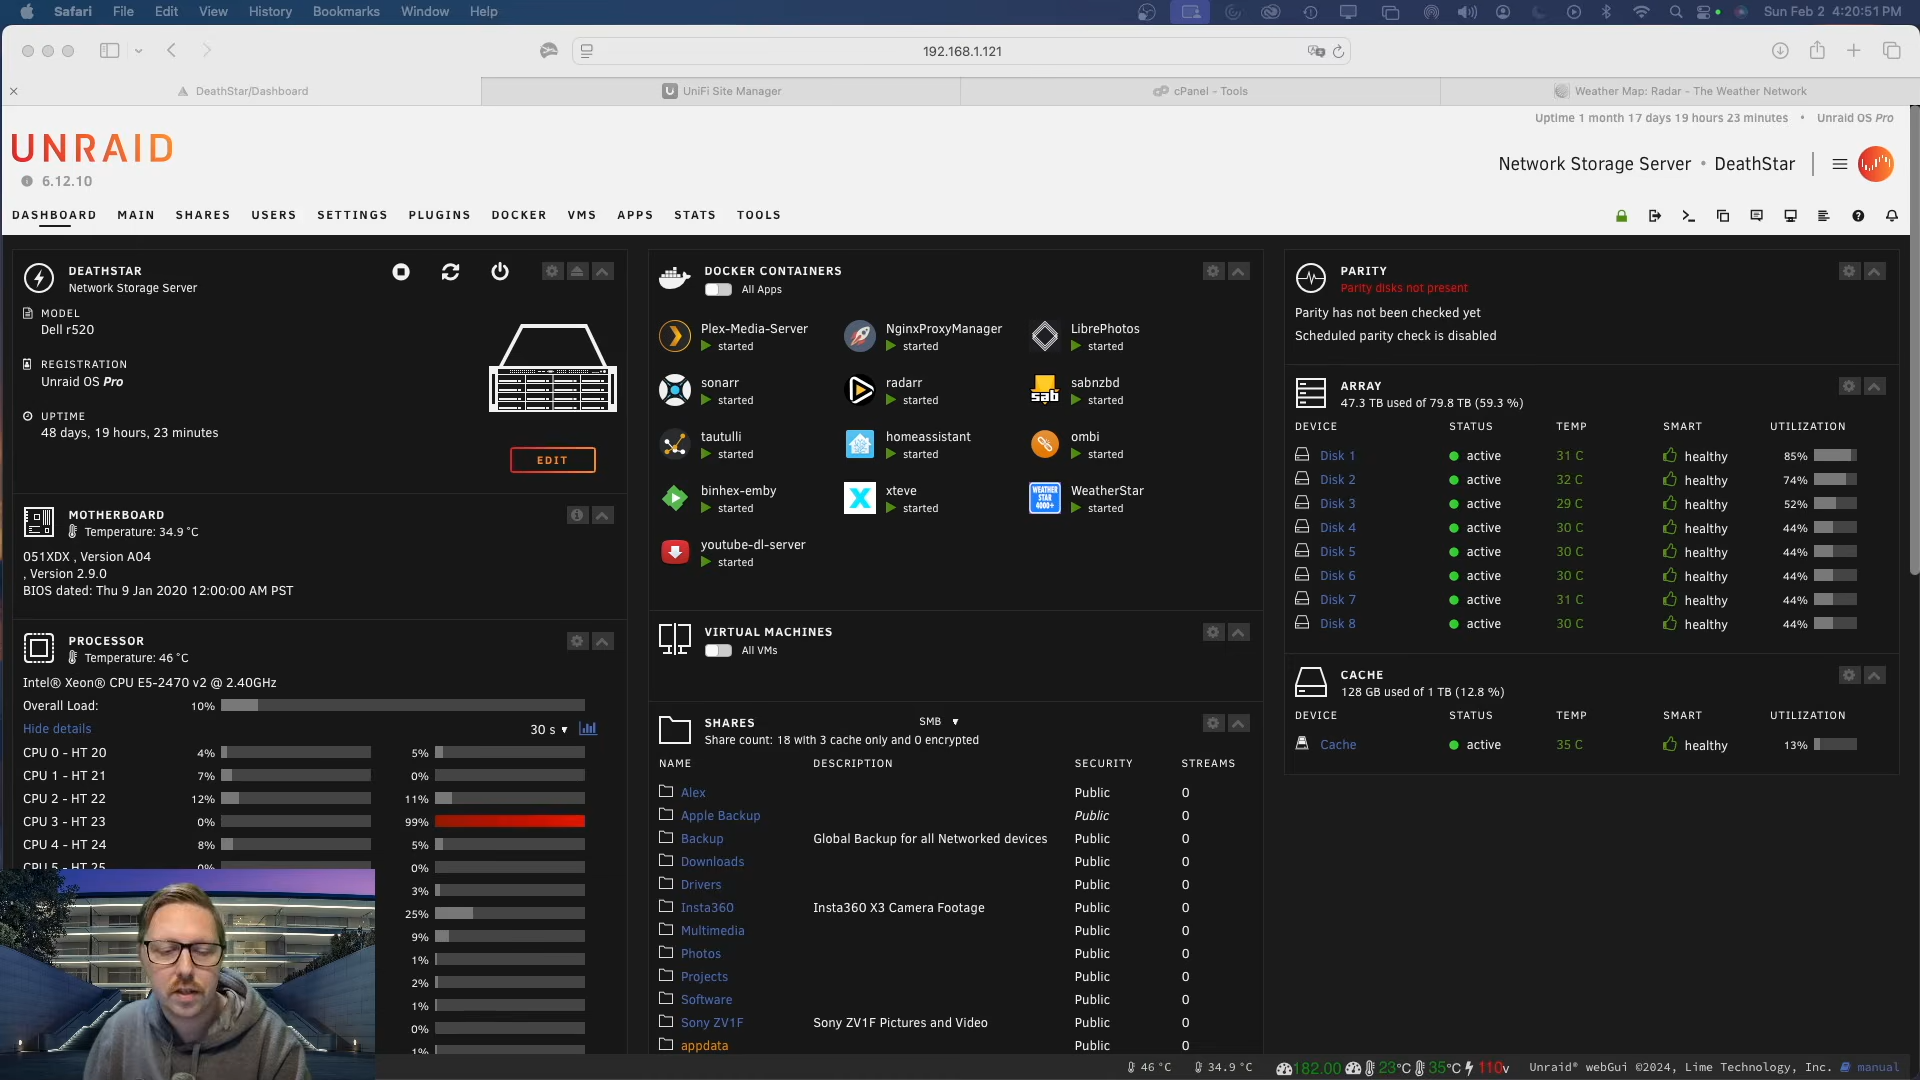 Safari File Edit View History Bookmarks Window Help Sun Feb 2 4:20:51 PM
192.168.1.121
DeathStar/Dashboard UniFi Site Manager cPanel - Tools Weather Map: Radar - The Weather Network
Uptime 1 month 17 days 19 hours 23 minutes • Unraid OS Pro
UNRAID
6.12.10
Network Storage Server • DeathStar
DASHBOARD MAIN SHARES USERS SETTINGS PLUGINS DOCKER VMS APPS STATS TOOLS
DEATHSTAR
Network Storage Server
MODEL
Dell r520
REGISTRATION
Unraid OS Pro
UPTIME
48 days, 19 hours, 23 minutes
EDIT
MOTHERBOARD
Temperature: 34.9 °C
051XDX , Version A04
, Version 2.9.0
BIOS dated: Thu 9 Jan 2020 12:00:00 AM PST
PROCESSOR
Temperature: 46 °C
Intel® Xeon® CPU E5-2470 v2 @ 2.40GHz
Overall Load: 10%
Hide details 30 s
CPU 0 - HT 20 4% 5%
CPU 1 - HT 21 7% 0%
CPU 2 - HT 22 12% 11%
CPU 3 - HT 23 0% 99%
CPU 4 - HT 24 8% 5%
CPU 5 - HT 25 0% 0%
3%
25%
9%
1%
2%
1%
0%
1%
DOCKER CONTAINERS
All Apps
Plex-Media-Server NginxProxyManager LibrePhotos
started started started
sonarr radarr sabnzbd
started started started
sab
tautulli homeassistant ombi
started started started
binhex-emby xteve WeatherStar
started started started
X
WEATHER STAR 4000+
youtube-dl-server
started
VIRTUAL MACHINES
All VMs
SHARES SMB
Share count: 18 with 3 cache only and 0 encrypted
NAME DESCRIPTION SECURITY STREAMS
Alex Public 0
Apple Backup Public 0
Backup Global Backup for all Networked devices Public 0
Downloads Public 0
Drivers Public 0
Insta360 Insta360 X3 Camera Footage Public 0
Multimedia Public 0
Photos Public 0
Projects Public 0
Software Public 0
Sony ZV1F Sony ZV1F Pictures and Video Public 0
appdata Public 0
PARITY
Parity disks not present
Parity has not been checked yet
Scheduled parity check is disabled
ARRAY
47.3 TB used of 79.8 TB (59.3 %)
DEVICE STATUS TEMP SMART UTILIZATION
Disk 1 active 31 C healthy 85%
Disk 2 active 32 C healthy 74%
Disk 3 active 29 C healthy 52%
Disk 4 active 30 C healthy 44%
Disk 5 active 30 C healthy 44%
Disk 6 active 30 C healthy 44%
Disk 7 active 31 C healthy 44%
Disk 8 active 30 C healthy 44%
CACHE
128 GB used of 1 TB (12.8 %)
DEVICE STATUS TEMP SMART UTILIZATION
Cache active 35 C healthy 13%
46 °C 34.9 °C 182.00 23°C 35°C 110v Unraid® webGui ©2024, Lime Technology, Inc. manual